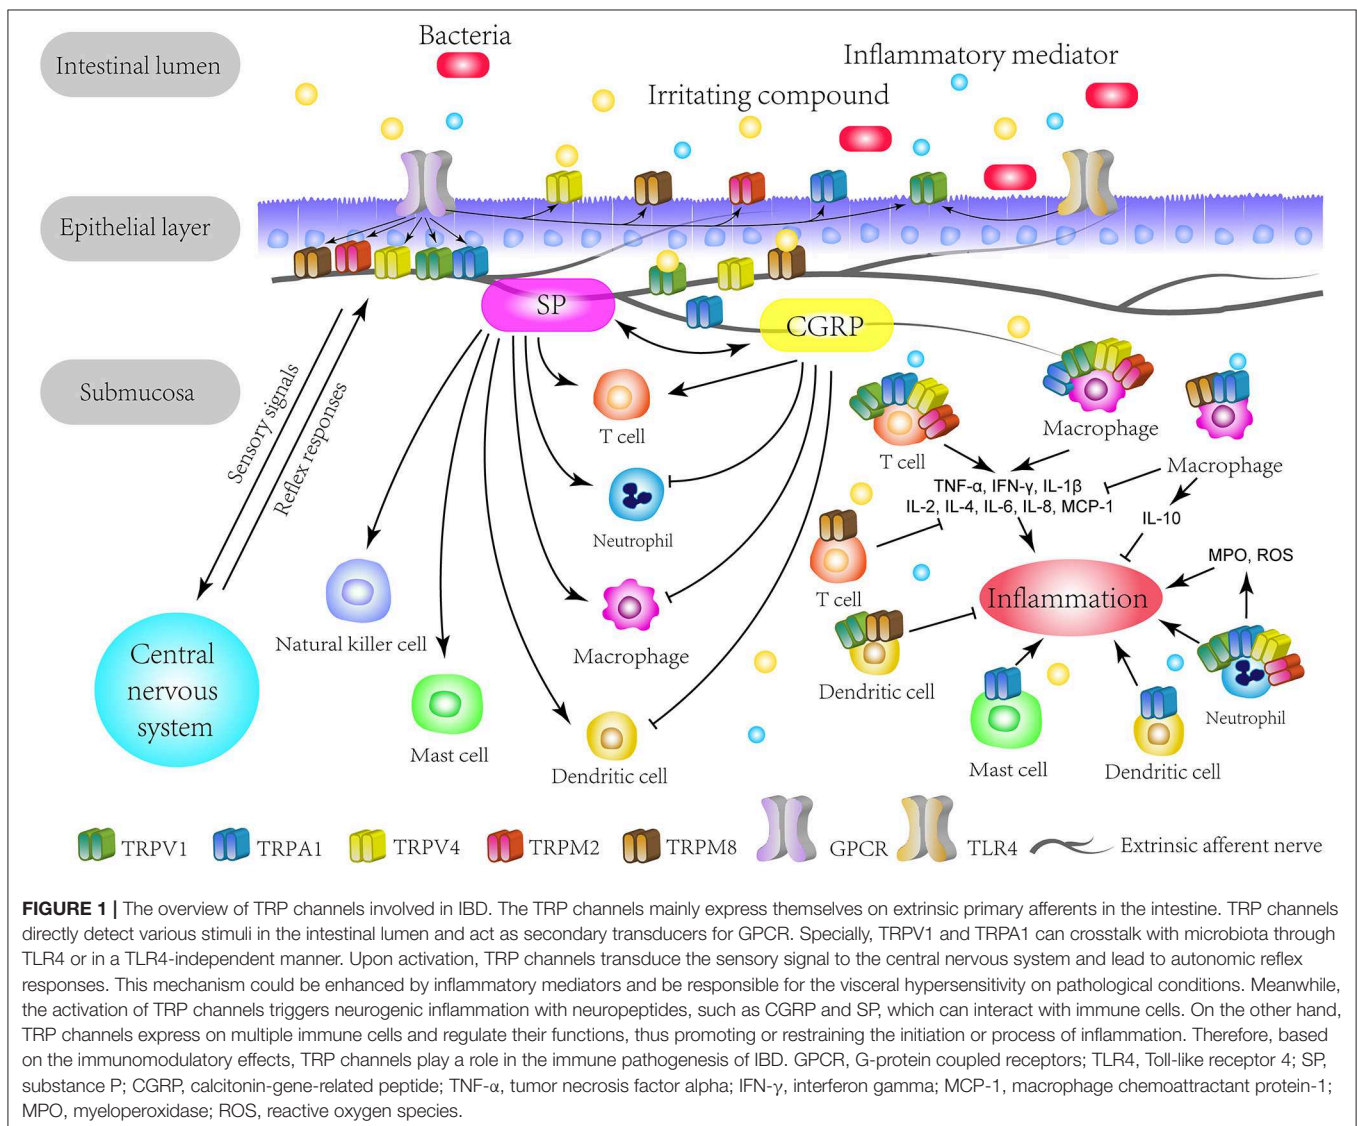 Intestinal lumen
Bacteria
Inflammatory mediator
Irritating compound
Epithelial layer
SP
CGRP
Submucosa
Sensory signals
Reflex responses
T cell
Neutrophil
Macrophage
Natural killer cell
Mast cell
Dendritic cell
Central
nervous
system
T cell
Macrophage
Macrophage
TNF-α, IFN-γ, IL-1β
IL-2, IL-4, IL-6, IL-8, MCP-1
IL-10
MPO, ROS
T cell
Inflammation
Dendritic cell
Mast cell
Dendritic cell
Neutrophil
TRPV1
TRPA1
TRPV4
TRPM2
TRPM8
GPCR
TLR4
Extrinsic afferent nerve
FIGURE 1 | The overview of TRP channels involved in IBD. The TRP channels mainly express themselves on extrinsic primary afferents in the intestine. TRP channels
directly detect various stimuli in the intestinal lumen and act as secondary transducers for GPCR. Specially, TRPV1 and TRPA1 can crosstalk with microbiota through
TLR4 or in a TLR4-independent manner. Upon activation, TRP channels transduce the sensory signal to the central nervous system and lead to autonomic reflex
responses. This mechanism could be enhanced by inflammatory mediators and be responsible for the visceral hypersensitivity on pathological conditions. Meanwhile,
the activation of TRP channels triggers neurogenic inflammation with neuropeptides, such as CGRP and SP, which can interact with immune cells. On the other hand,
TRP channels express on multiple immune cells and regulate their functions, thus promoting or restraining the initiation or process of inflammation. Therefore, based
on the immunomodulatory effects, TRP channels play a role in the immune pathogenesis of IBD. GPCR, G-protein coupled receptors; TLR4, Toll-like receptor 4; SP,
substance P; CGRP, calcitonin-gene-related peptide; TNF-α, tumor necrosis factor alpha; IFN-γ, interferon gamma; MCP-1, macrophage chemoattractant protein-1;
MPO, myeloperoxidase; ROS, reactive oxygen species.